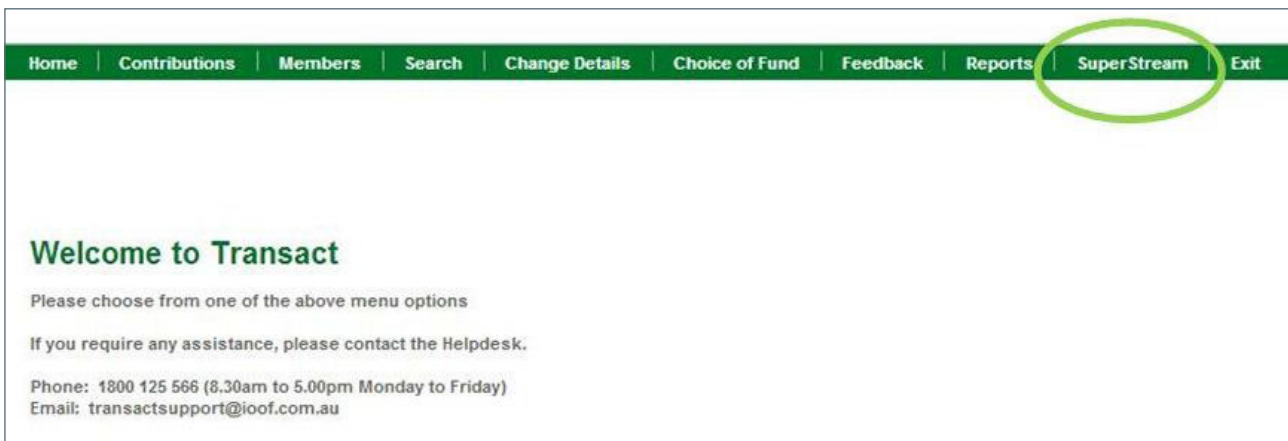 Home | Contributions | Members | Search | Change Details | Choice of Fund | Feedback | Reports | SuperStream | Exit
Welcome to Transact
Please choose from one of the above menu options
If you require any assistance, please contact the Helpdesk.
Phone: 1800 125 566 (8.30am to 5.00pm Monday to Friday)
Email: transactsupport@ioof.com.au